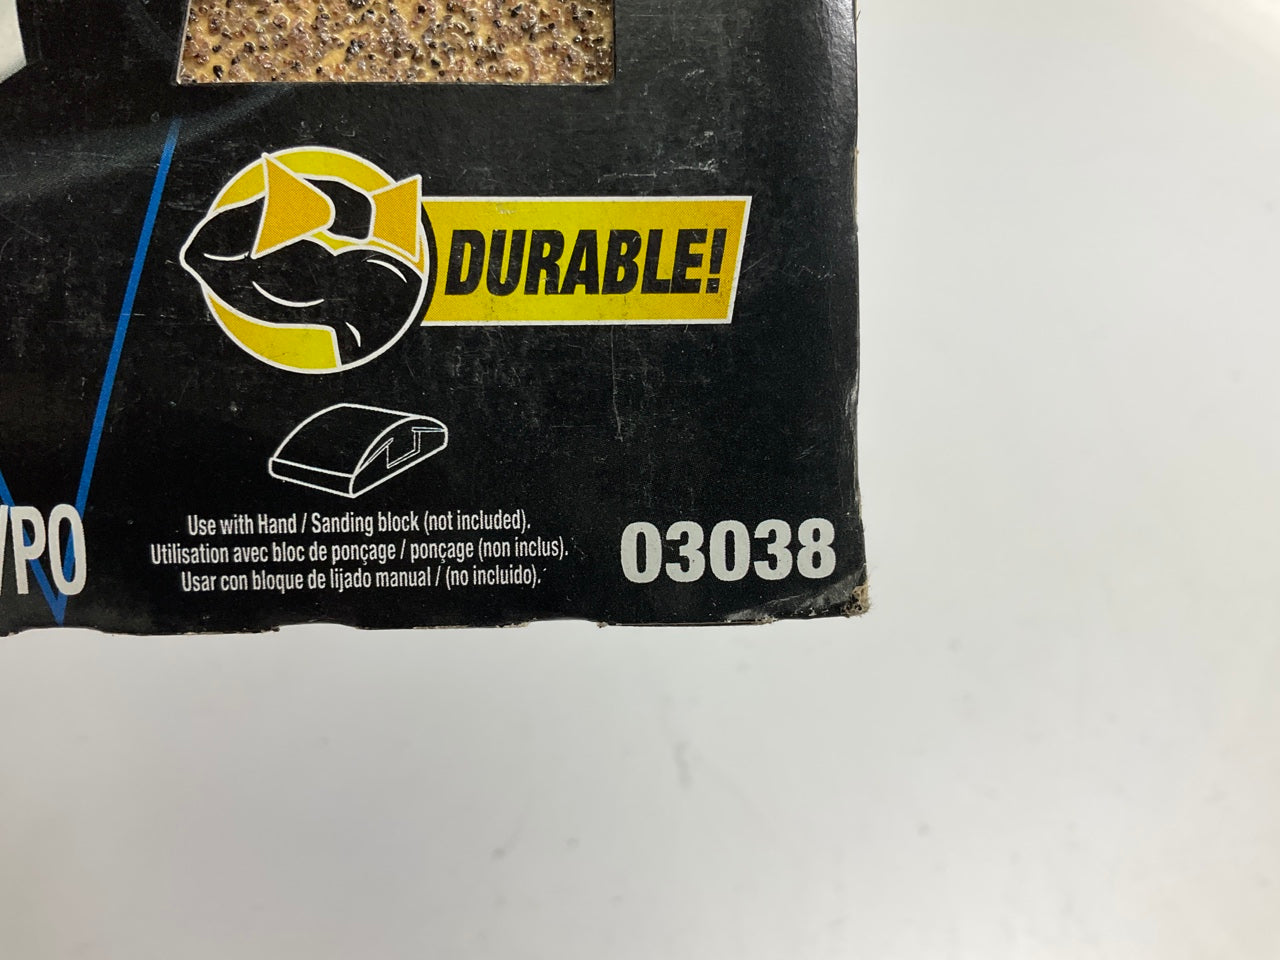 DURABLE!
Use with Hand / Sanding block (not included).
Utilisation avec bloc de ponçage / ponçage (non inclus).
Usar con bloque de lijado manual / (no incluido).
03038
/PRO